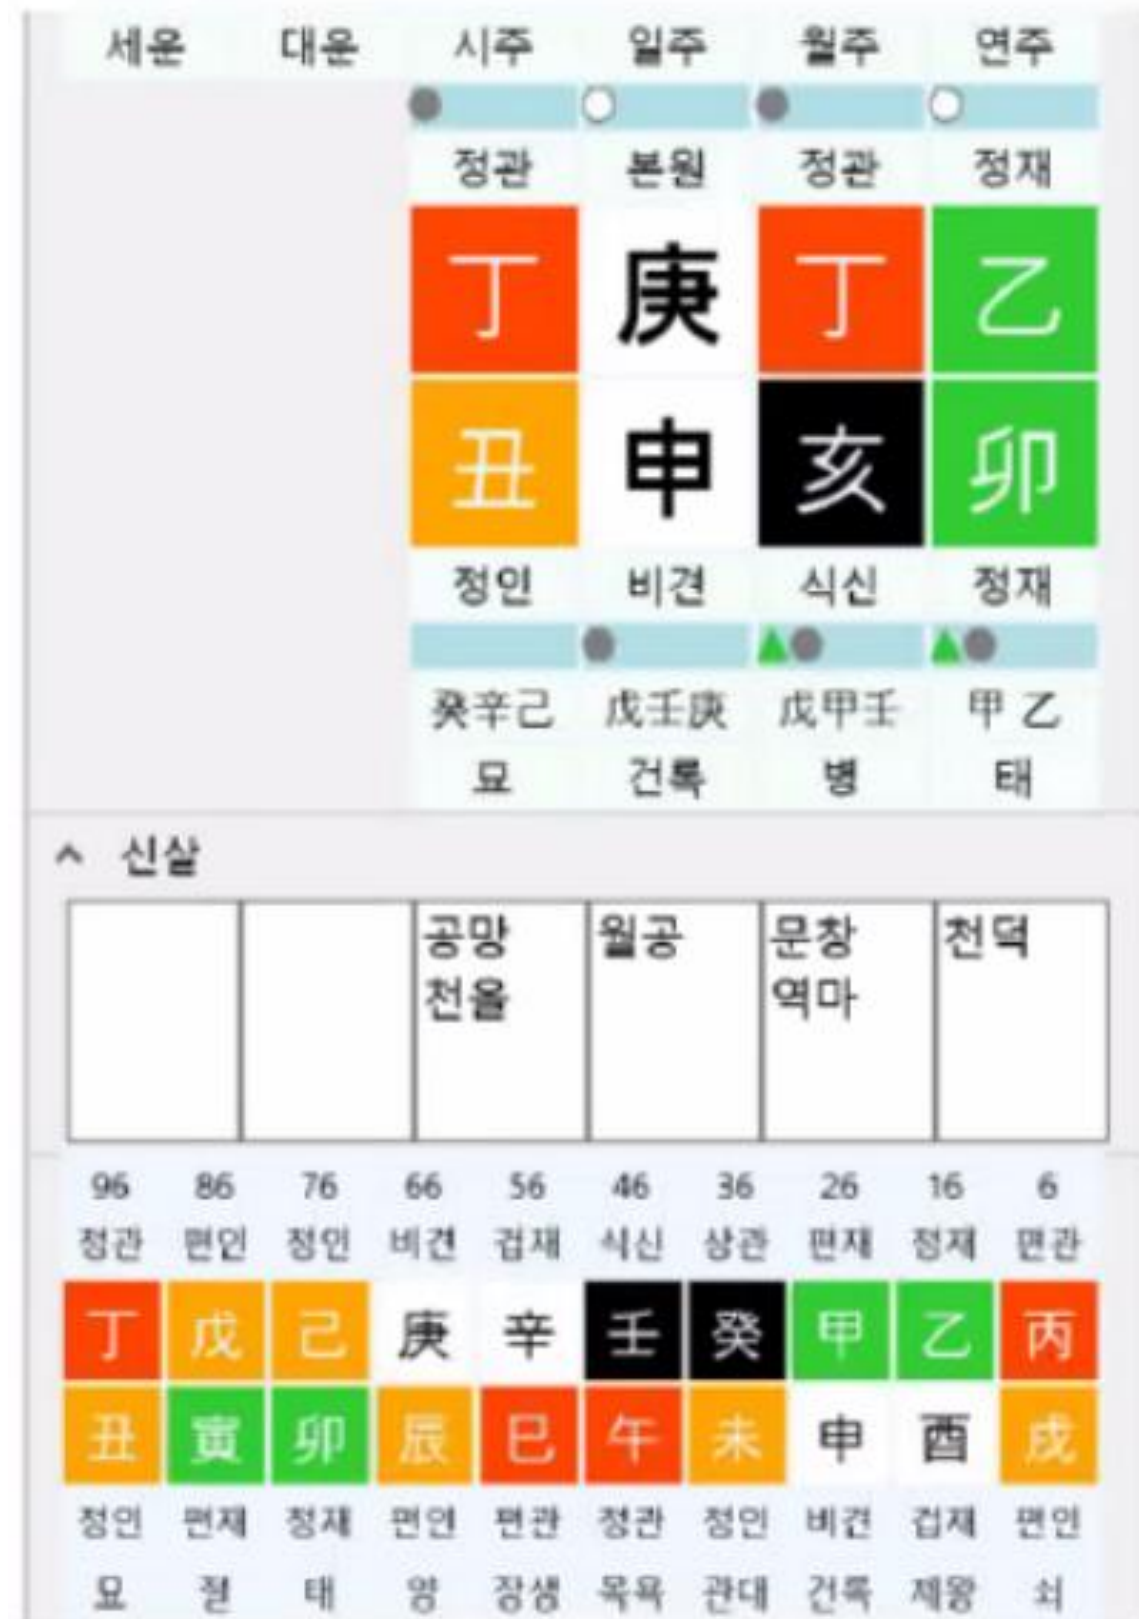 세운 대운 시주 일주 월주 연주
정관 본원 정관 정재
丁 庚 丁 乙
丑 申 亥 卯
정인 비견 식신 정재
癸辛己 戊壬庚 戊甲壬 甲乙
묘 건록 병 태
^ 신살
공망 월공 문창 천덕
천을 역마
96 86 76 66 56 46 36 26 16 6
정관 편인 정인 비견 겁재 식신 상관 편재 정재 편관
丁 戊 己 庚 辛 壬 癸 甲 乙 丙
丑 寅 卯 辰 巳 午 未 申 酉 戌
정인 편재 정재 편인 편관 정관 정인 비견 겁재 편인
묘 절 태 양 장생 목욕 관대 건록 제왕 쇠